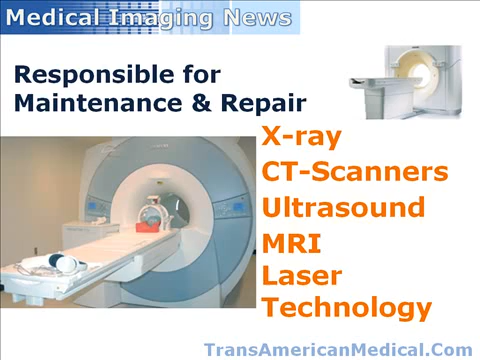 Medical Imaging News
Responsible for
Maintenance & Repair
X-ray
CT-Scanners
Ultrasound
MRI
Laser
Technology
TransAmericanMedical.Com